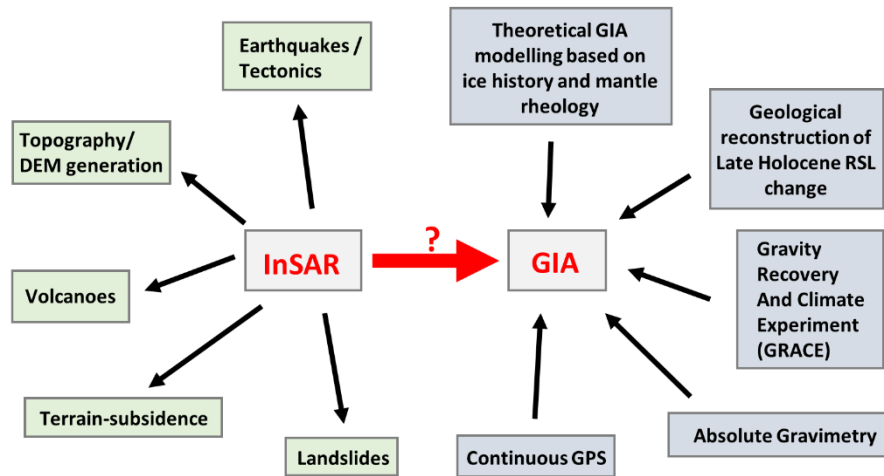 Earthquakes /
Tectonics
Theoretical GIA
modelling based on
ice history and mantle
rheology
Topography/
DEM generation
Geological
reconstruction of
Late Holocene RSL
change
?
InSAR
GIA
Gravity
Recovery
And Climate
Experiment
(GRACE)
Volcanoes
Terrain-subsidence
Landslides
Continuous GPS
Absolute Gravimetry